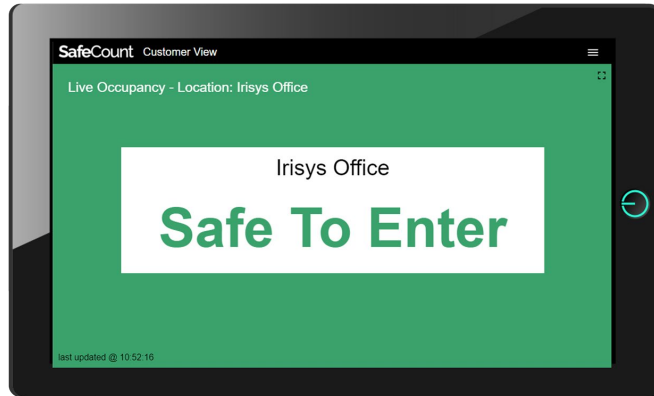 SafeCount Customer View
Live Occupancy - Location: Irisys Office
Irisys Office
Safe To Enter
last updated @ 10:52:16